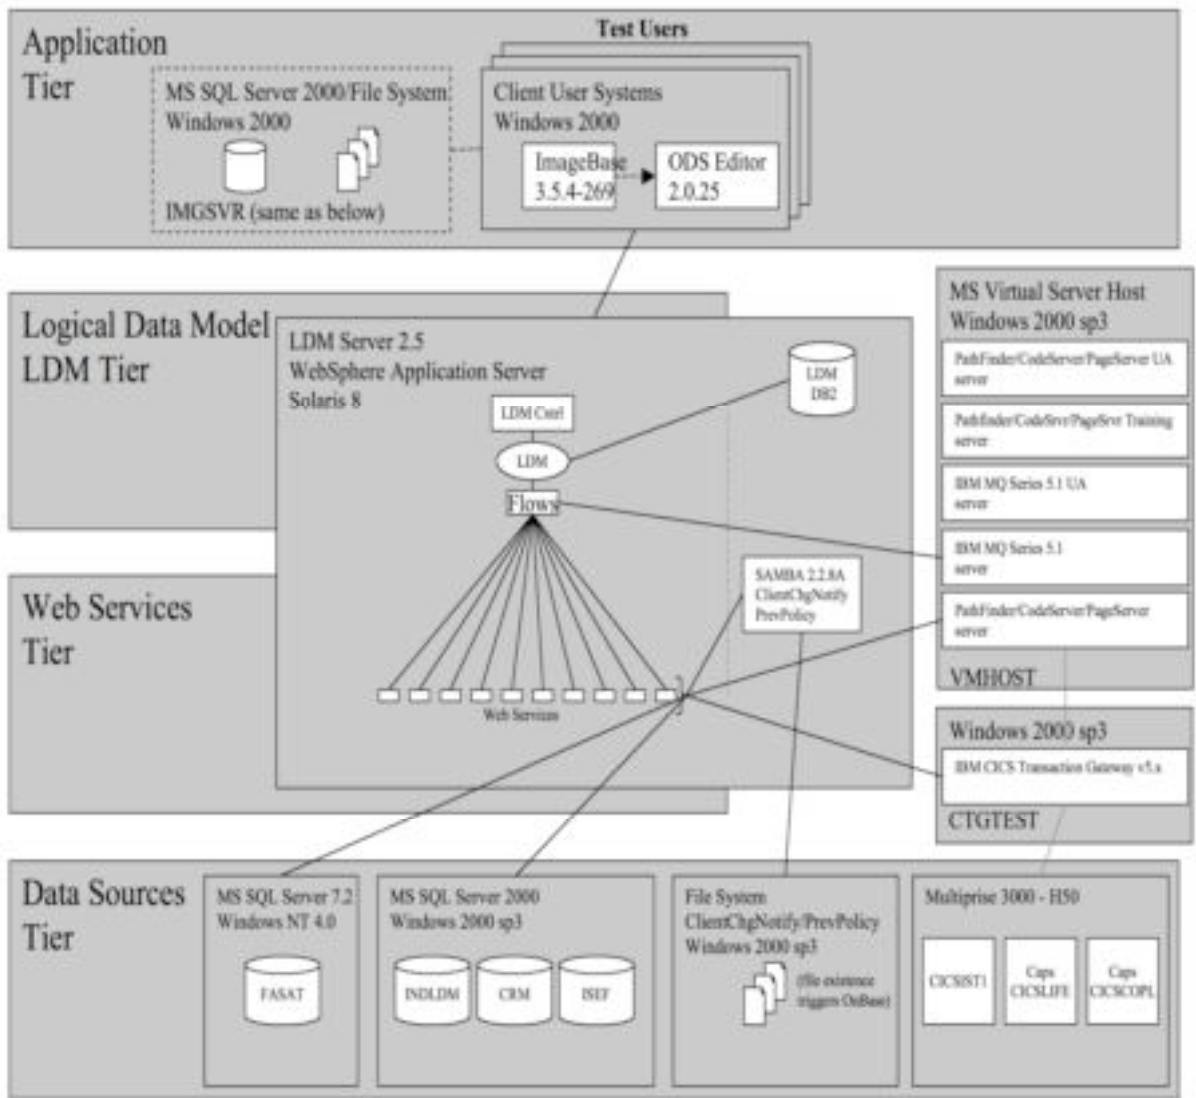 Application
Tier
Test Users
MS SQL Server 2000/File System
Windows 2000
IMGSVR (same as below)
Client User Systems
Windows 2000
ImageBase
3.5.4-269
ODS Editor
2.0.25
Logical Data Model
LDM Tier
LDM Server 2.5
WebSphere Application Server
Solaris 8
LDM Cntrl
LDM
Flows
LDM
DB2
MS Virtual Server Host
Windows 2000 sp3
PathFinder/CodeServer/PageServer UA
server
Pathfinder/CodeSrvr/PageSrvr Training
server
IBM MQ Series 5.1 UA
server
IBM MQ Series 5.1
server
PathFinder/CodeServer/PageServer
server
VMHOST
Web Services
Tier
SAMBA 2.2.8A
ClientChgNotify
PrevPolicy
Web Services
Windows 2000 sp3
IBM CICS Transaction Gateway v5.x
CTGTEST
Data Sources
Tier
MS SQL Server 7.2
Windows NT 4.0
FASAT
MS SQL Server 2000
Windows 2000 sp3
INDLDM
CRM
ISEF
File System
ClientChgNotify/PrevPolicy
Windows 2000 sp3
(file existence
triggers OnBase)
Multiprise 3000 - H50
CICSIST1
Caps
CICSLIFE
Caps
CICSCOPL